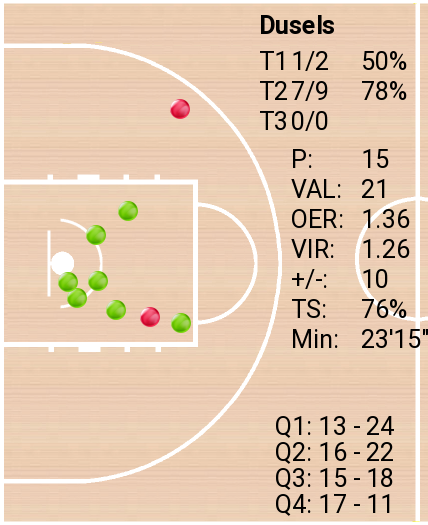 Dusels
T1 1/2 50%
T2 7/9 78%
T3 0/0
P: 15
VAL: 21
OER: 1.36
VIR: 1.26
+/-: 10
TS: 76%
Min: 23'15"
Q1: 13 - 24
Q2: 16 - 22
Q3: 15 - 18
Q4: 17 - 11